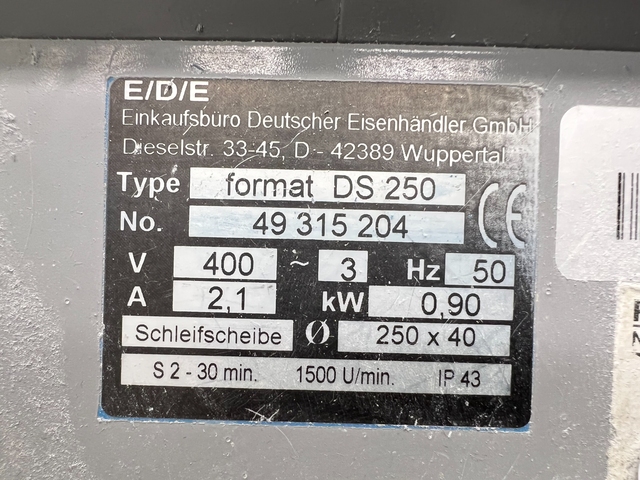 E/D/E
Einkaufsbüro Deutscher Eisenhändler GmbH
Dieselstr. 33-45, D - 42389 Wuppertal
Type format DS 250
No. 49 315 204 CE
V 400 ~ 3 Hz 50
A 2,1 kW 0,90
Schleifscheibe Ø 250 x 40
S 2 - 30 min. 1500 U/min. IP 43